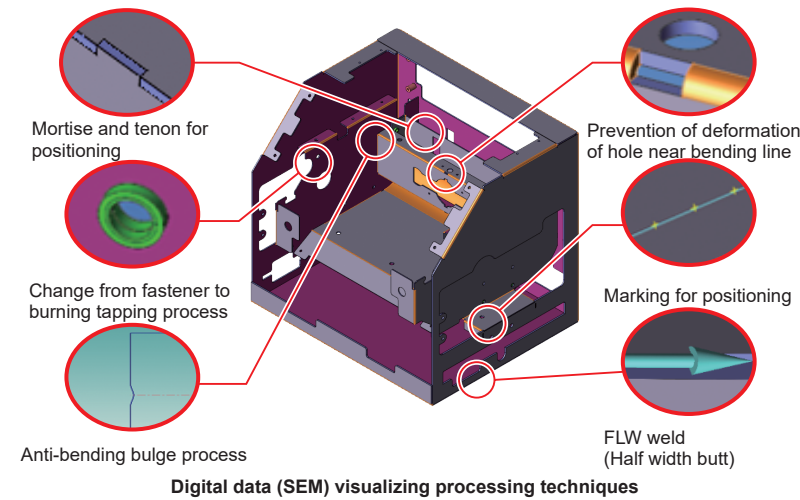 Mortise and tenon for
positioning
Change from fastener to
burning tapping process
Anti-bending bulge process
Prevention of deformation
of hole near bending line
Marking for positioning
FLW weld
(Half width butt)
Digital data (SEM) visualizing processing techniques